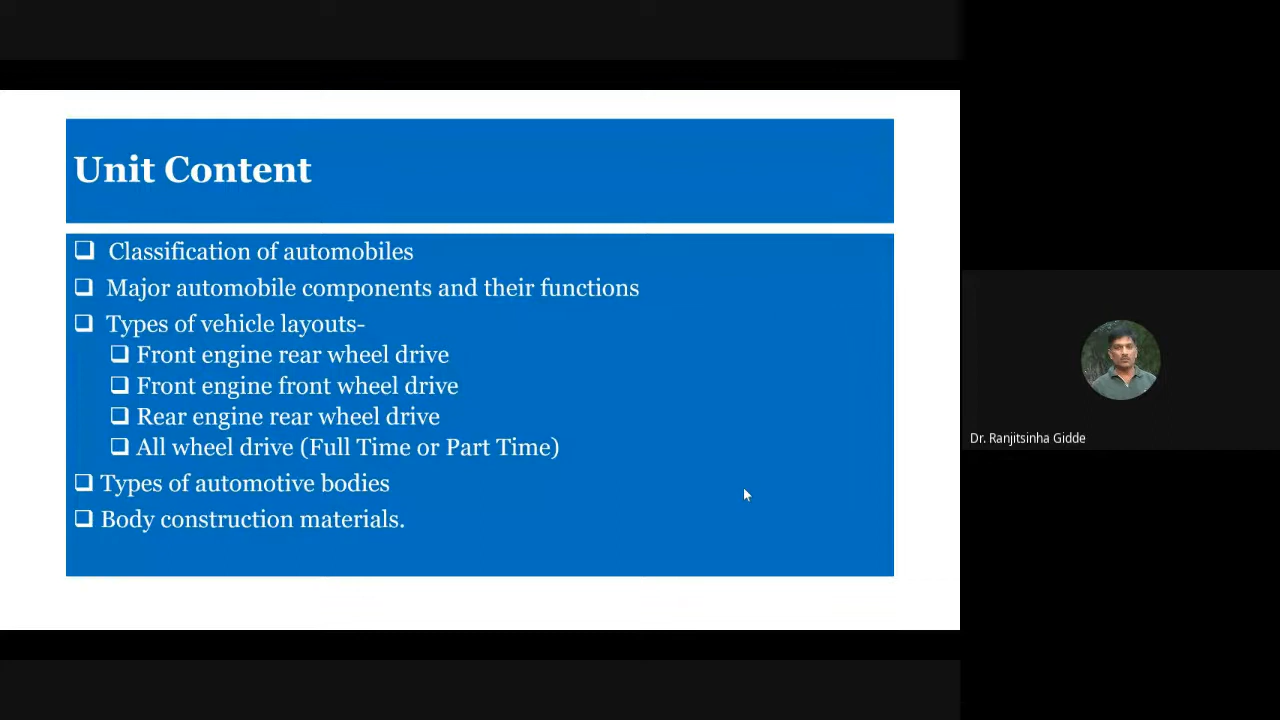 Unit Content
Classification of automobiles
Major automobile components and their functions
Types of vehicle layouts-
Front engine rear wheel drive
Front engine front wheel drive
Rear engine rear wheel drive
All wheel drive (Full Time or Part Time)
Types of automotive bodies
Body construction materials.
Dr. Ranjitsinha Gidde